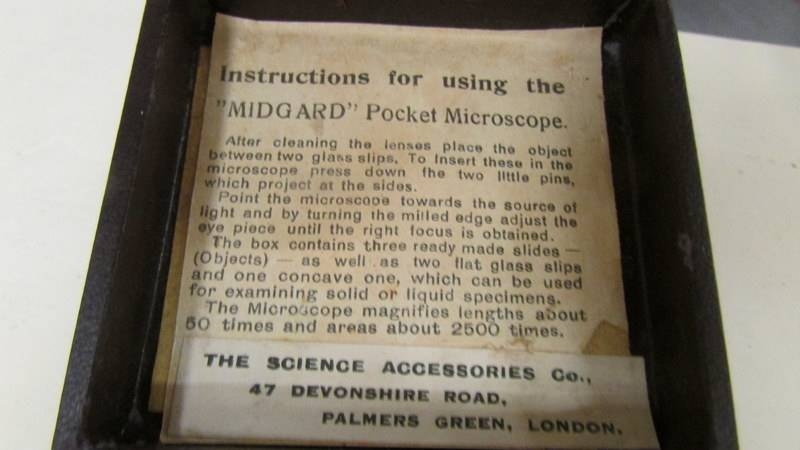 Instructions for using the
"MIDGARD" Pocket Microscope.
After cleaning the lenses place the object
between two glass slips. To Insert these in the
microscope press down the two little pins,
which project at the sides.
Point the microscope towards the source of
light and by turning the milled edge adjust the
eye piece until the right focus is obtained.
The box contains three ready made slides —
(Objects) — as well as two flat glass slips
and one concave one, which can be used
for examining solid or liquid specimens.
The Microscope magnifies lengths about
50 times and areas about 2500 times.
THE SCIENCE ACCESSORIES Co.,
47 DEVONSHIRE ROAD,
PALMERS GREEN, LONDON.